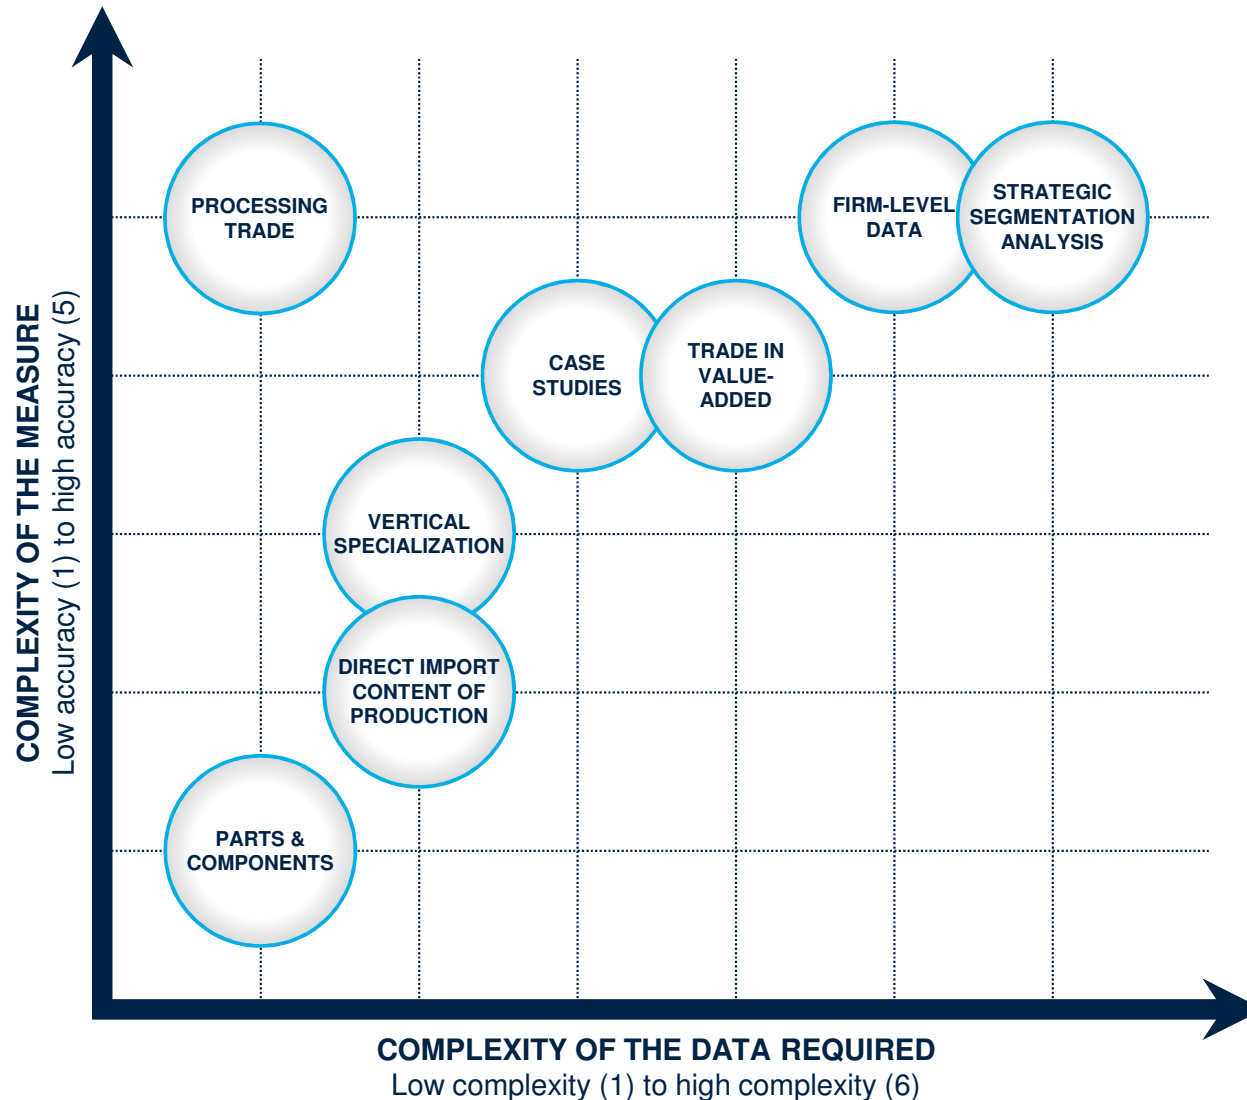 PROCESSING
TRADE
FIRM-LEVEL
DATA
STRATEGIC
SEGMENTATION
ANALYSIS
CASE
STUDIES
TRADE IN
VALUE-
ADDED
VERTICAL
SPECIALIZATION
DIRECT IMPORT
CONTENT OF
PRODUCTION
PARTS &
COMPONENTS
COMPLEXITY OF THE MEASURE
Low accuracy (1) to high accuracy (5)
COMPLEXITY OF THE DATA REQUIRED
Low complexity (1) to high complexity (6)